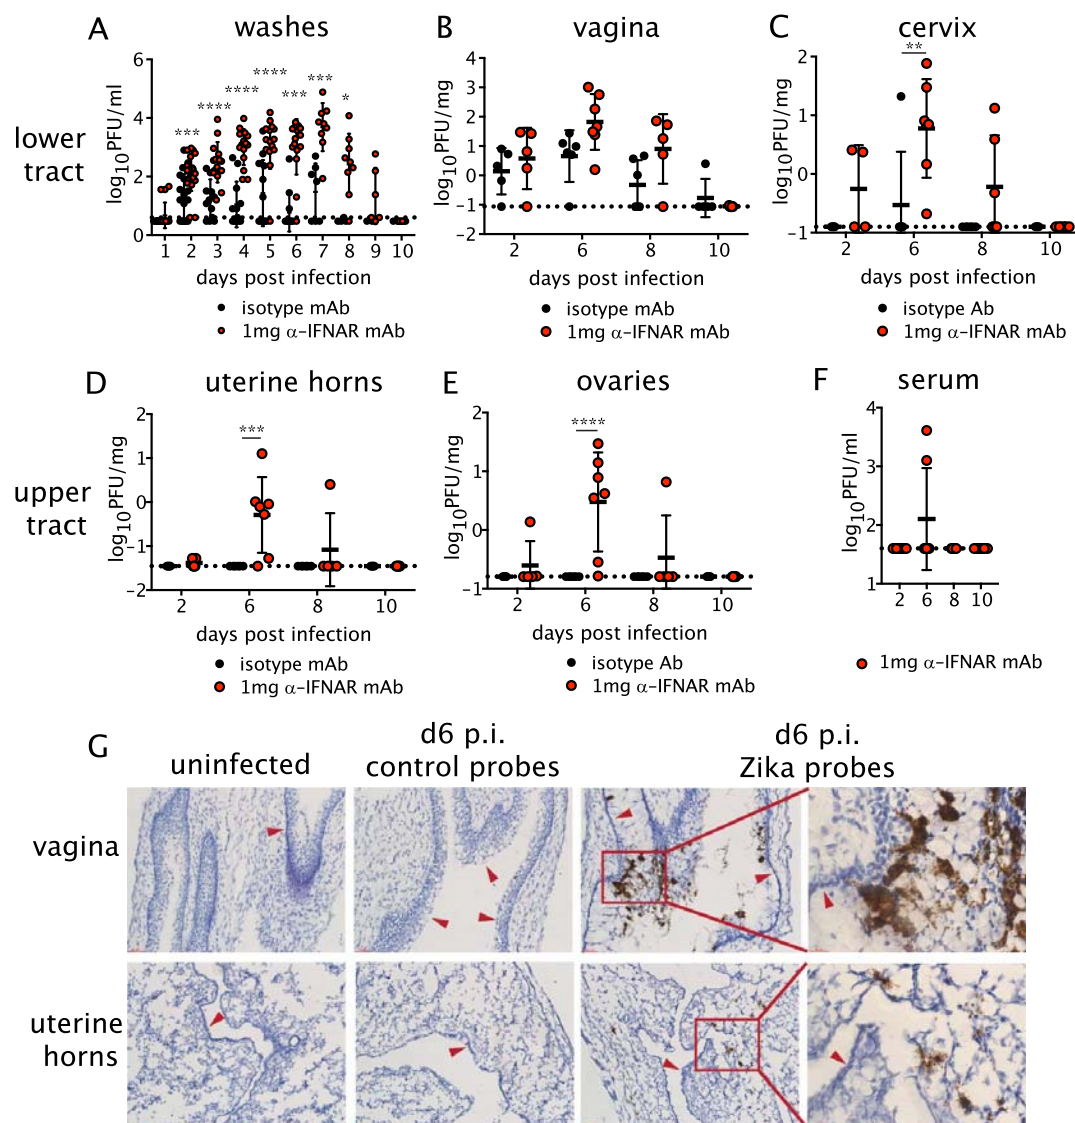 A
washes
lower
tract
log10PFU/ml
6
4
2
0
***
****
****
****
***
***
*
1 2 3 4 5 6 7 8 9 10
days post infection
isotype mAb
1mg α-IFNAR mAb
B
vagina
log10PFU/mg
4
3
2
1
0
-1
-2
2 6 8 10
days post infection
isotype mAb
1mg α-IFNAR mAb
C
cervix
log10PFU/mg
2
1
0
-1
**
2 6 8 10
days post infection
isotype Ab
1mg α-IFNAR mAb
D
uterine horns
upper
tract
log10PFU/mg
2
1
0
-1
-2
***
2 6 8 10
days post infection
isotype mAb
1mg α-IFNAR mAb
E
ovaries
log10PFU/mg
2
1
0
-1
****
2 6 8 10
days post infection
isotype Ab
1mg α-IFNAR mAb
F
serum
log10PFU/ml
4
3
2
1
2 6 8 10
1mg α-IFNAR mAb
G
uninfected
d6 p.i.
control probes
d6 p.i.
Zika probes
vagina
uterine
horns